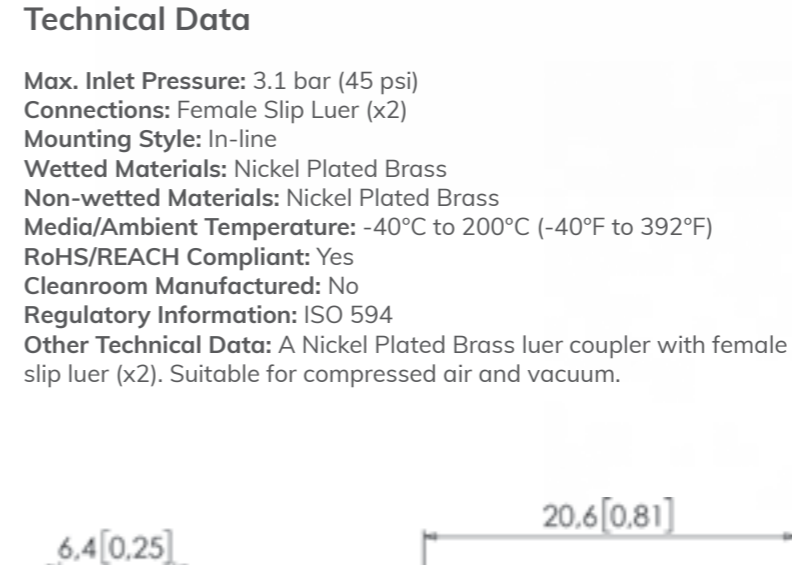 Technical Data
Max. Inlet Pressure: 3.1 bar (45 psi)
Connections: Female Slip Luer (x2)
Mounting Style: In-line
Wetted Materials: Nickel Plated Brass
Non-wetted Materials: Nickel Plated Brass
Media/Ambient Temperature: -40°C to 200°C (-40°F to 392°F)
RoHS/REACH Compliant: Yes
Cleanroom Manufactured: No
Regulatory Information: ISO 594
Other Technical Data: A Nickel Plated Brass luer coupler with female
slip luer (x2). Suitable for compressed air and vacuum.
20,6[0,81]
6,4[0,25]